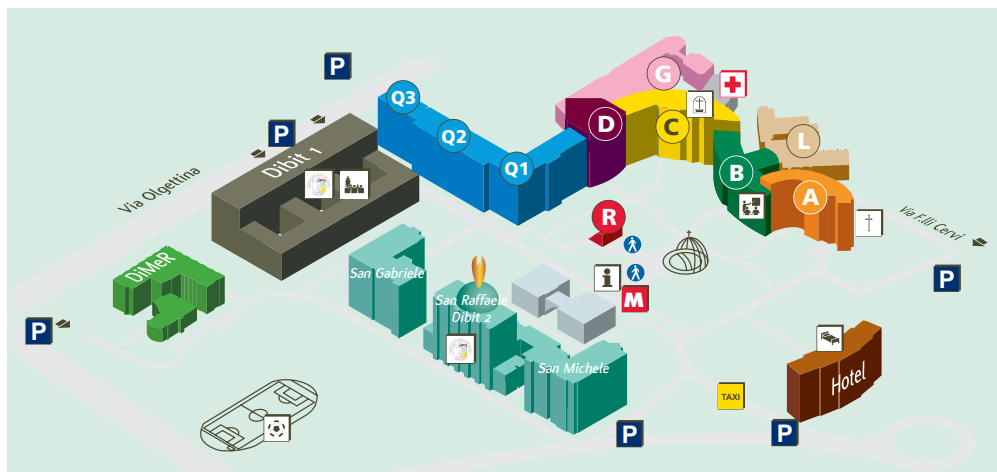 P
Q3
G
P
Q2
D
C
Dibit 1
Q1
L
B
A
Via Olgettina
R
Via F.lli Cervi
DiMeR
San Gabriele
i
P
M
San Raffaele
Dibit 2
P
San Michele
Hotel
TAXI
P
P